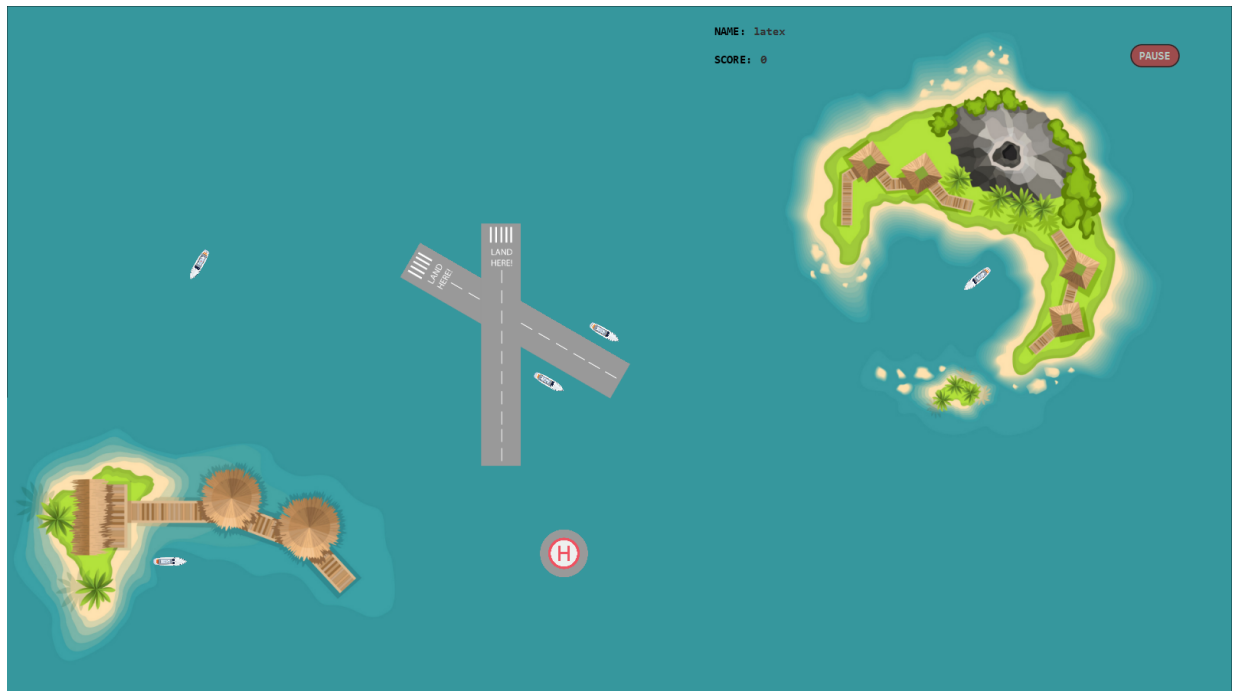 NAME: latex
SCORE: 0
PAUSE
LAND
HERE!
LAND
HERE!
H